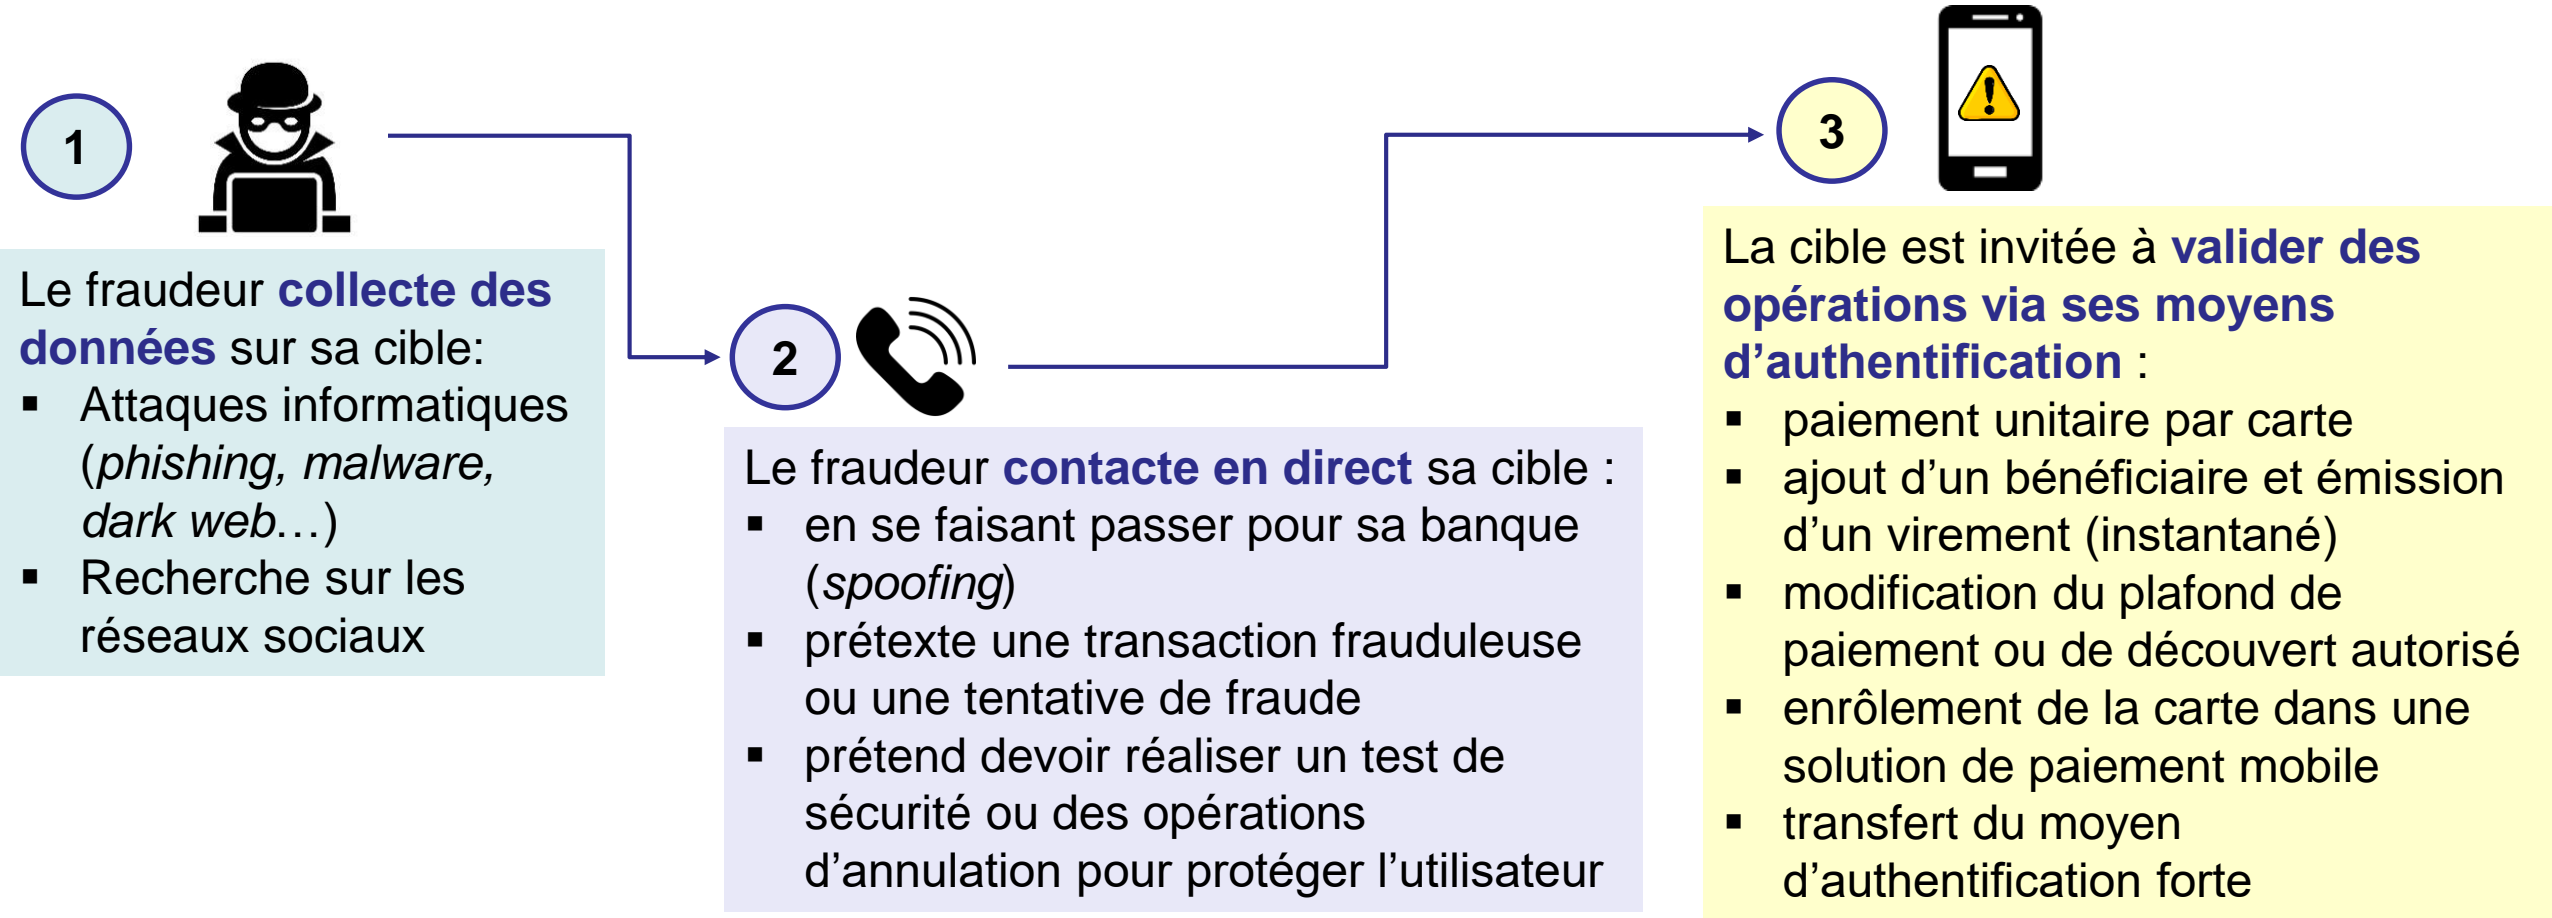 1
Le fraudeur collecte des
données sur sa cible:
▪ Attaques informatiques
(phishing, malware,
dark web…)
▪ Recherche sur les
réseaux sociaux
2
Le fraudeur contacte en direct sa cible :
▪ en se faisant passer pour sa banque
(spoofing)
▪ prétexte une transaction frauduleuse
ou une tentative de fraude
▪ prétend devoir réaliser un test de
sécurité ou des opérations
d’annulation pour protéger l’utilisateur
3
La cible est invitée à valider des
opérations via ses moyens
d’authentification :
▪ paiement unitaire par carte
▪ ajout d’un bénéficiaire et émission
d’un virement (instantané)
▪ modification du plafond de
paiement ou de découvert autorisé
▪ enrôlement de la carte dans une
solution de paiement mobile
▪ transfert du moyen
d’authentification forte